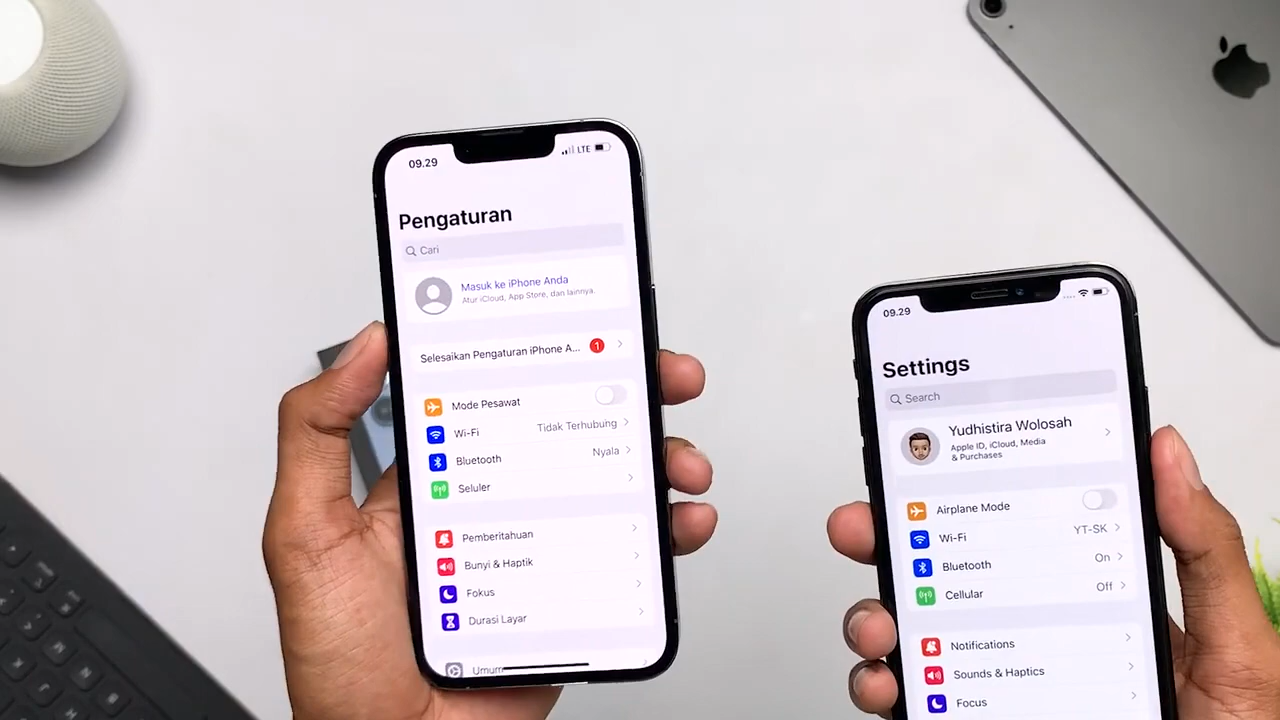 09.29
LTE
Pengaturan
Cari
Masuk ke iPhone Anda
Atur iCloud, App Store, dan lainnya.
Selesaikan Pengaturan iPhone A...
1
Mode Pesawat
Wi-Fi
Tidak Terhubung
Bluetooth
Nyala
Seluler
Pemberitahuan
Bunyi & Haptik
Fokus
Durasi Layar
Umum
09.29
Settings
Search
Yudhistira Wolosah
Apple ID, iCloud, Media
& Purchases
Airplane Mode
Wi-Fi
YT-SK
Bluetooth
On
Cellular
Off
Notifications
Sounds & Haptics
Focus